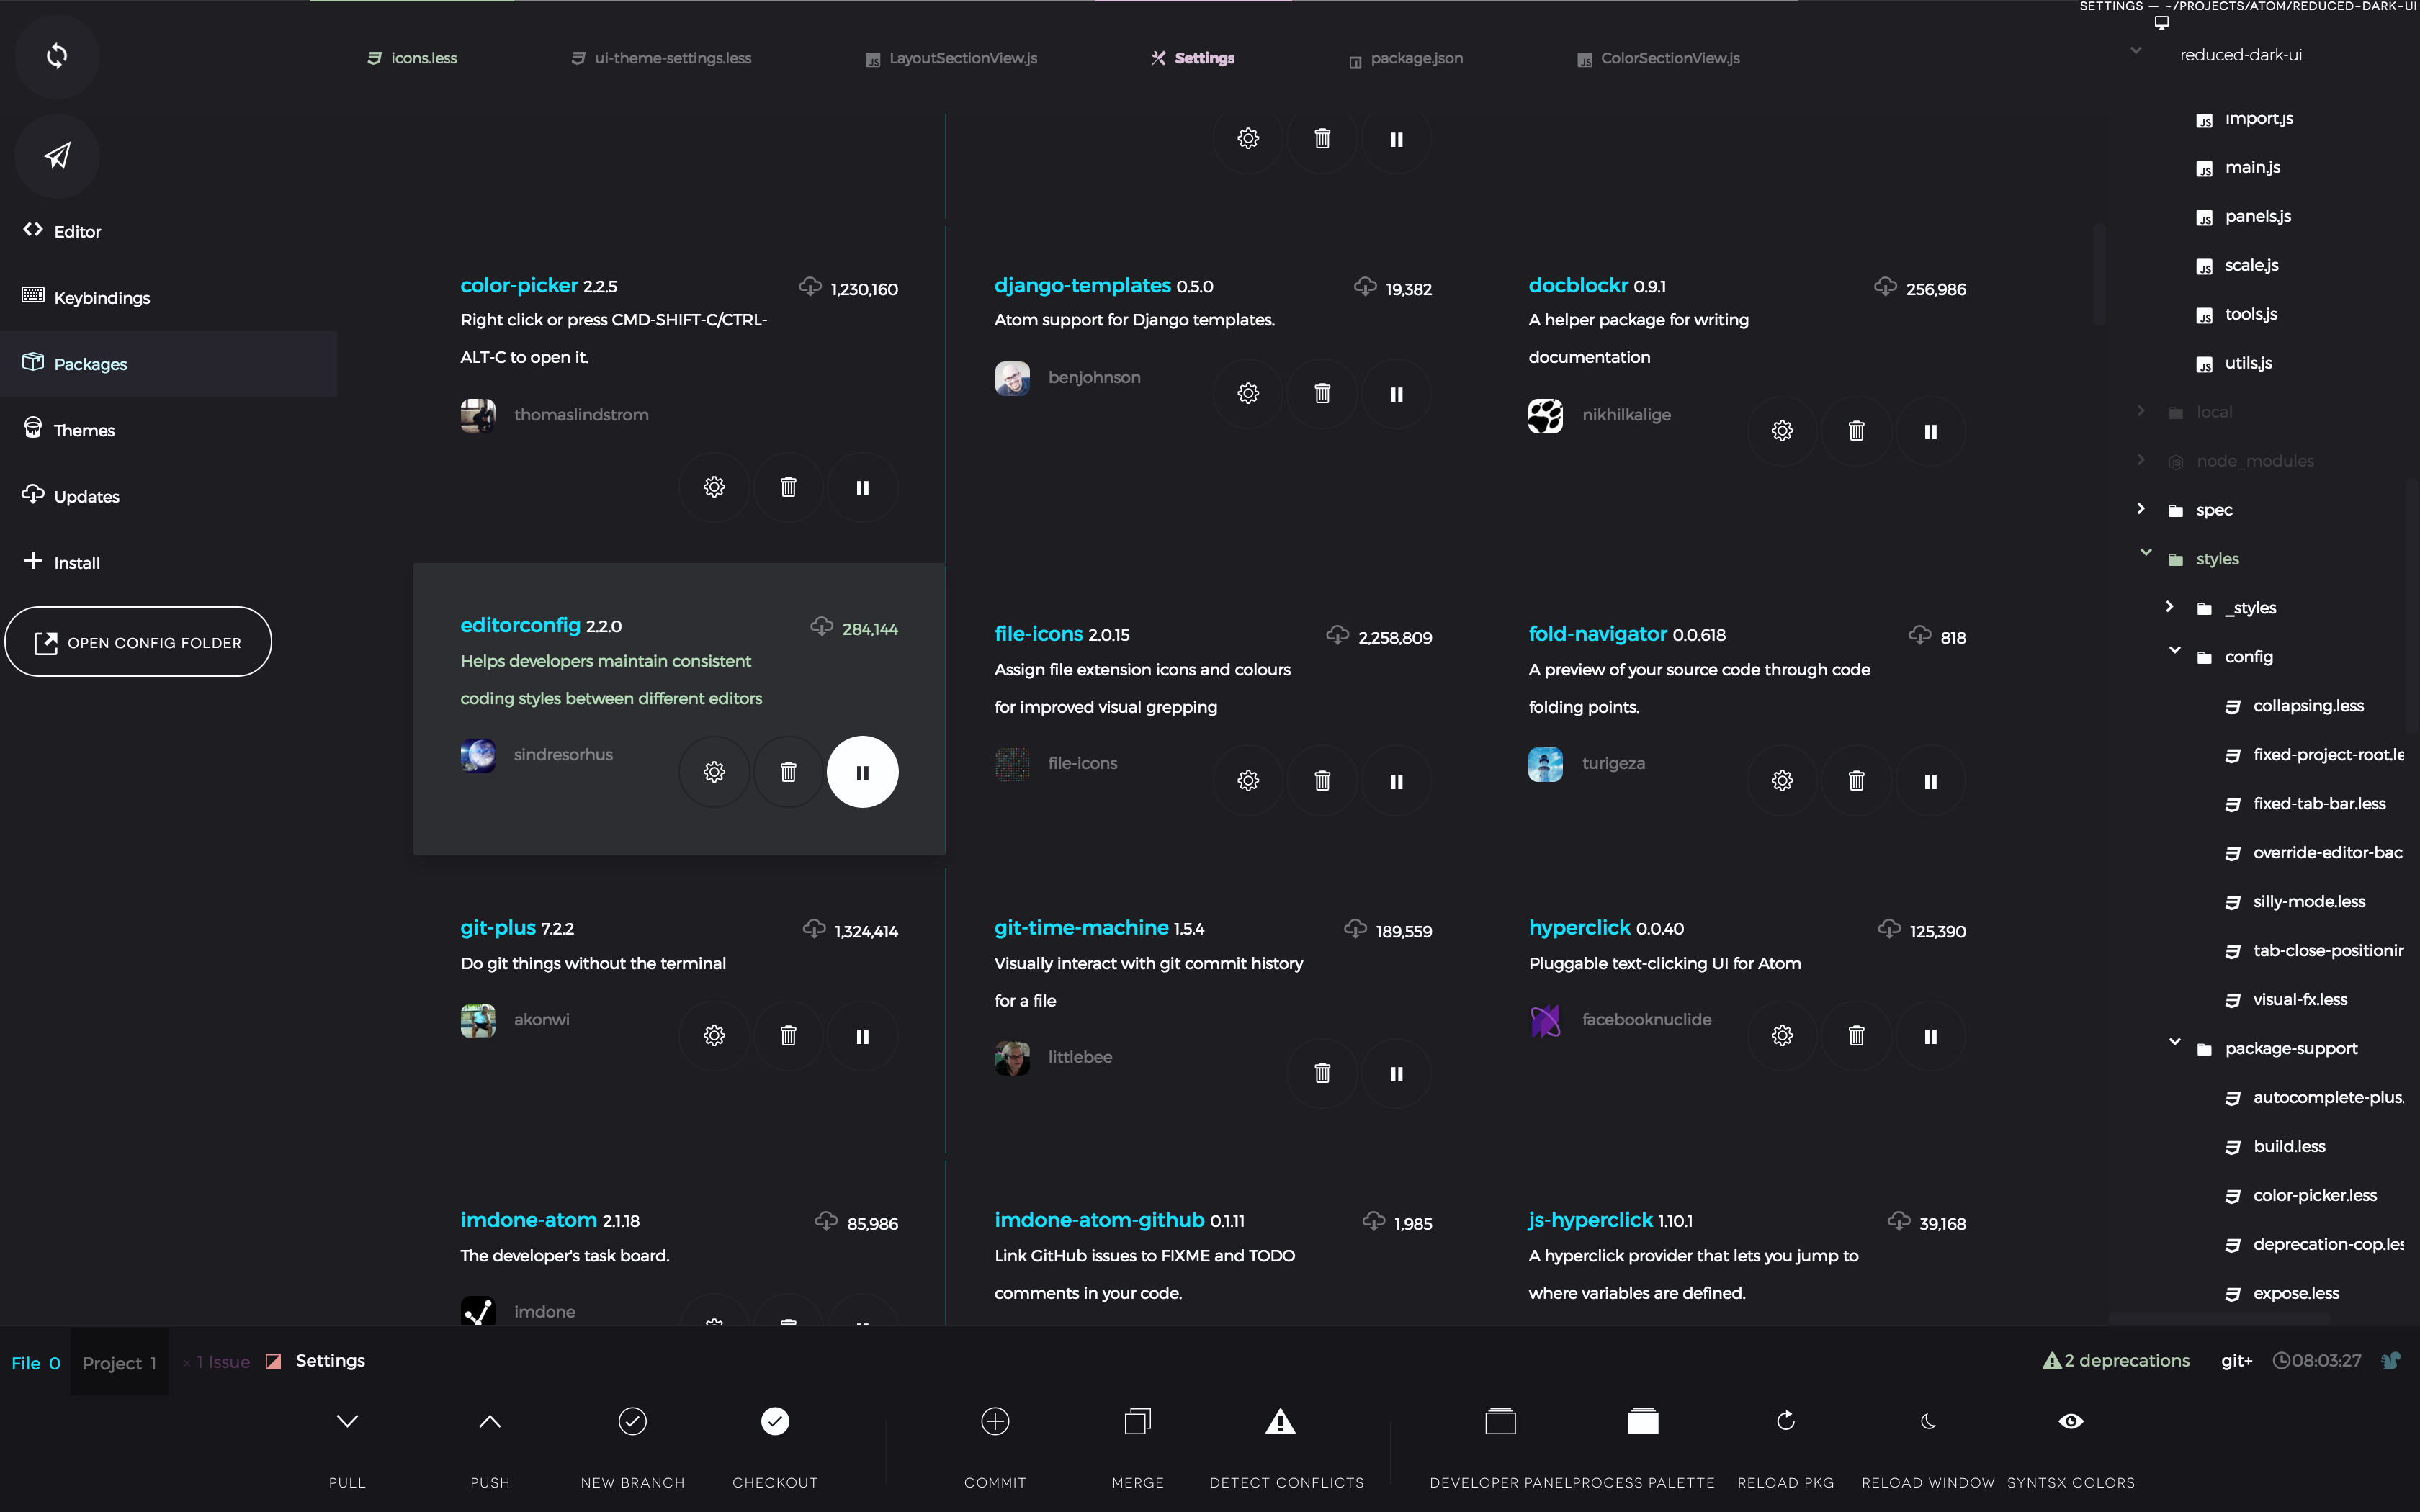 SETTINGS — ~/PROJECTS/ATOM/REDUCED-DARK-UI
icons.less
ui-theme-settings.less
LayoutSectionView.js
Settings
package.json
ColorSectionView.js
Editor
Keybindings
Packages
Themes
Updates
Install
OPEN CONFIG FOLDER
color-picker 2.2.5
1,230,160
Right click or press CMD-SHIFT-C/CTRL-
ALT-C to open it.
thomaslindstrom
django-templates 0.5.0
19,382
Atom support for Django templates.
benjohnson
docblockr 0.9.1
256,986
A helper package for writing
documentation
nikhilkalige
editorconfig 2.2.0
284,144
Helps developers maintain consistent
coding styles between different editors
sindresorhus
file-icons 2.0.15
2,258,809
Assign file extension icons and colours
for improved visual grepping
file-icons
fold-navigator 0.0.618
818
A preview of your source code through code
folding points.
turigeza
git-plus 7.2.2
1,324,414
Do git things without the terminal
akonwi
git-time-machine 1.5.4
189,559
Visually interact with git commit history
for a file
littlebee
hyperclick 0.0.40
125,390
Pluggable text-clicking UI for Atom
facebooknuclide
imdone-atom 2.1.18
85,986
The developer's task board.
imdone
imdone-atom-github 0.1.11
1,985
Link GitHub issues to FIXME and TODO
comments in your code.
js-hyperclick 1.10.1
39,168
A hyperclick provider that lets you jump to
where variables are defined.
reduced-dark-ui
import.js
main.js
panels.js
scale.js
tools.js
utils.js
local
node_modules
spec
styles
_styles
config
collapsing.less
fixed-project-root.le
fixed-tab-bar.less
override-editor-bac
silly-mode.less
tab-close-positionir
visual-fx.less
package-support
autocomplete-plus.
build.less
color-picker.less
deprecation-cop.les
expose.less
File 0
Project 1
× 1 Issue
Settings
2 deprecations
git+
08:03:27
PULL
PUSH
NEW BRANCH
CHECKOUT
COMMIT
MERGE
DETECT CONFLICTS
DEVELOPER PANEL
PROCESS PALETTE
RELOAD PKG
RELOAD WINDOW
SYNTSX COLORS